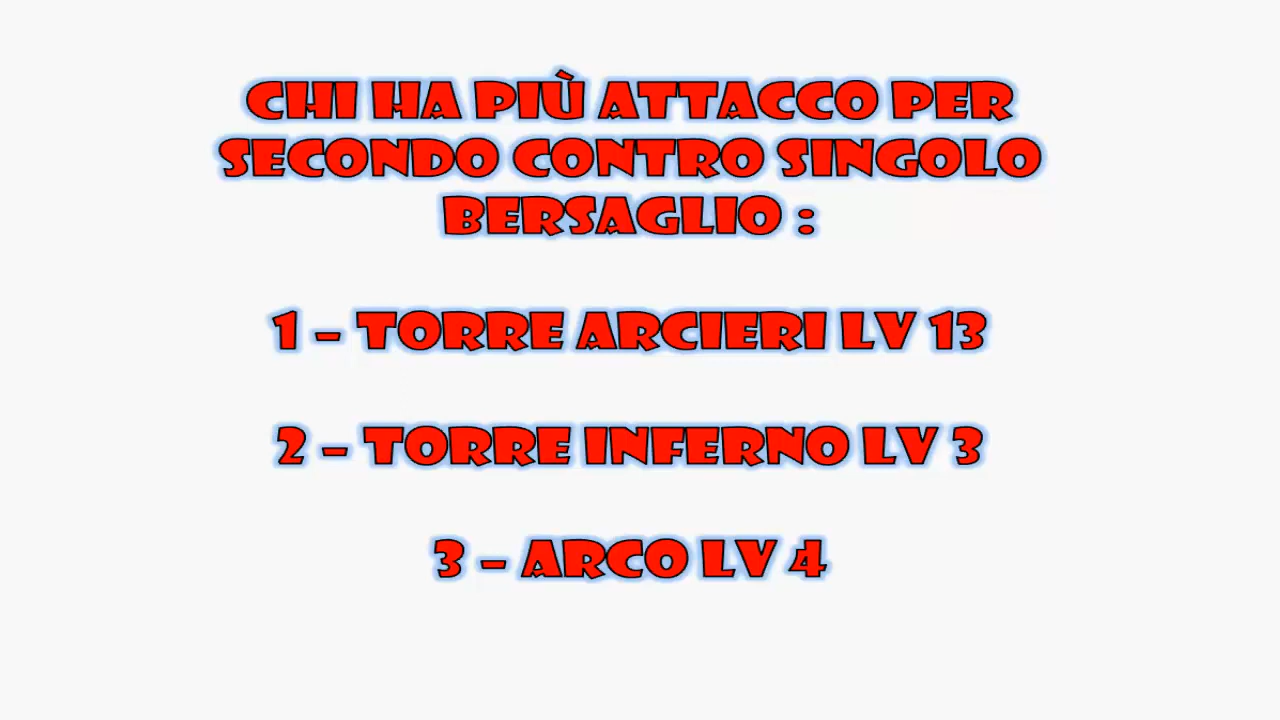 CHI HA PIÙ ATTACCO PER
SECONDO CONTRO SINGOLO
BERSAGLIO :
1 - TORRE ARCIERI LV 13
2 - TORRE INFERNO LV 3
3 - ARCO LV 4